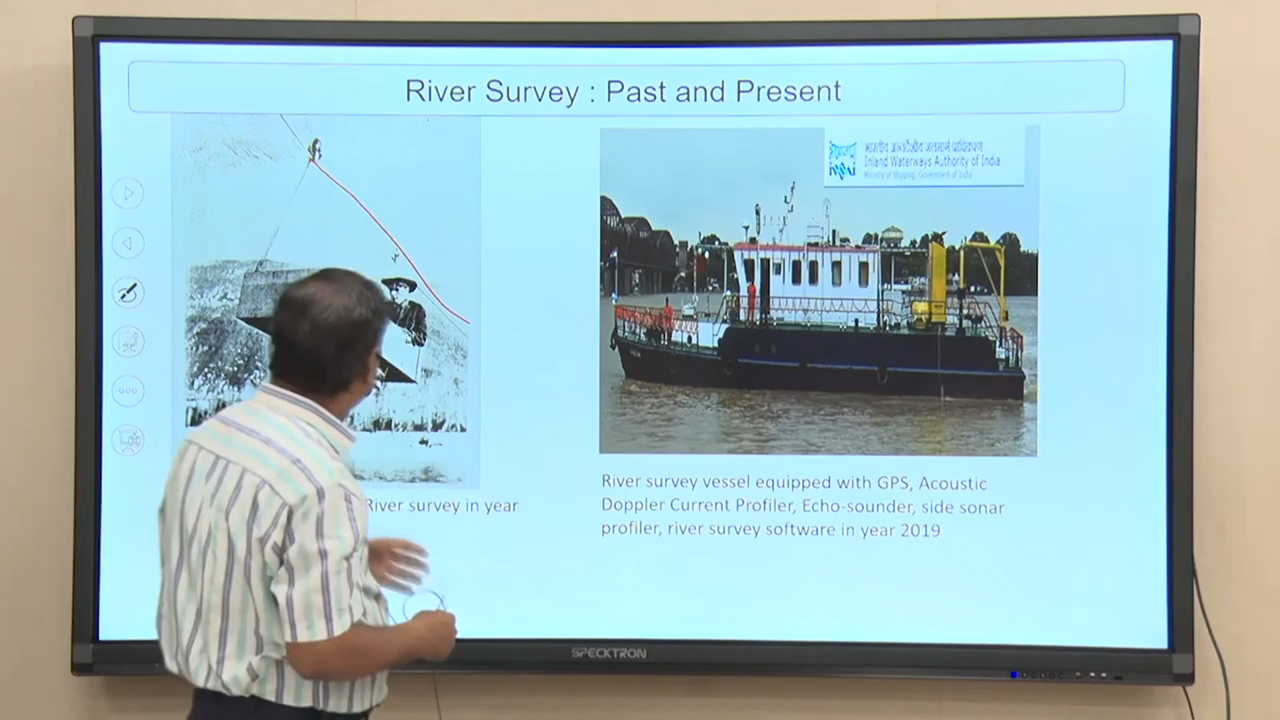 River Survey : Past and Present
भारतीय अन्तर्देशीय जलमार्ग प्राधिकरण
Inland Waterways Authority of India
Ministry of Shipping, Government of India
River survey in year
River survey vessel equipped with GPS, Acoustic
Doppler Current Profiler, Echo-sounder, side sonar
profiler, river survey software in year 2019
SPECKTRON